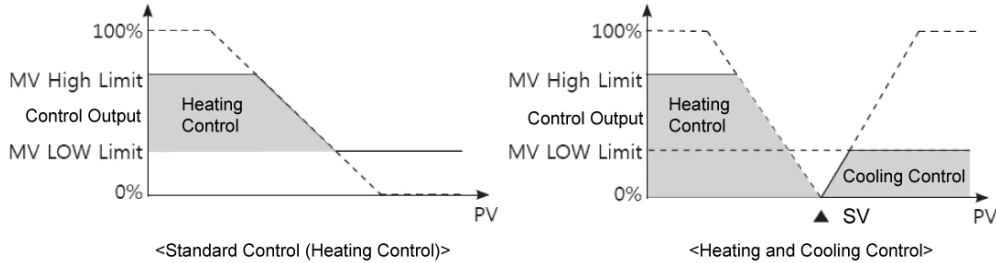 100%
MV High Limit
Control Output
MV LOW Limit
0%
Heating
Control
PV
<Standard Control (Heating Control)>
100%
MV High Limit
Control Output
MV LOW Limit
0%
Heating
Control
Cooling Control
▲ SV
PV
<Heating and Cooling Control>